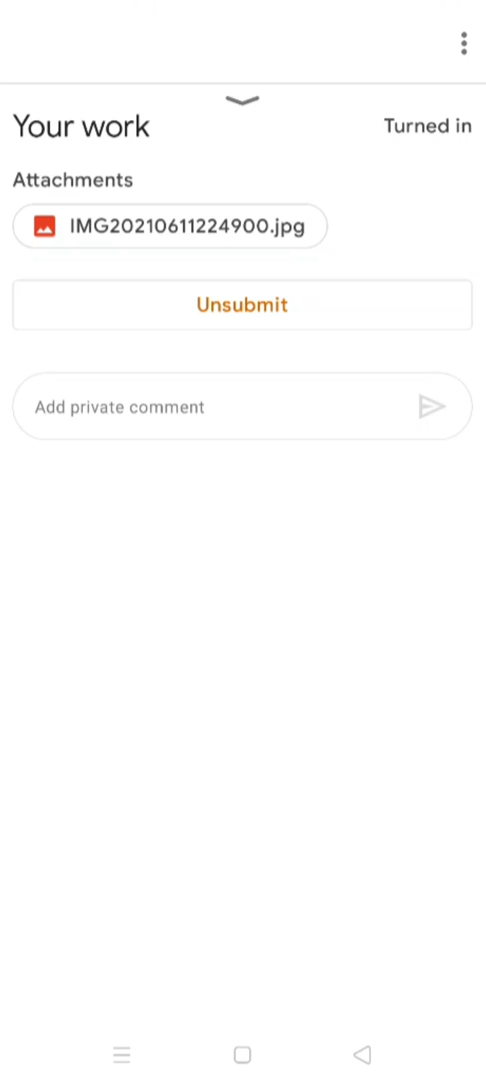 Your work
Turned in
Attachments
IMG20210611224900.jpg
Unsubmit
Add private comment